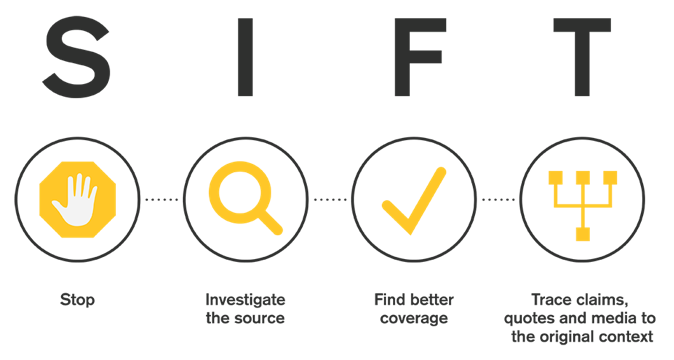 S I F T
Stop
Investigate
the source
Find better
coverage
Trace claims,
quotes and media to
the original context